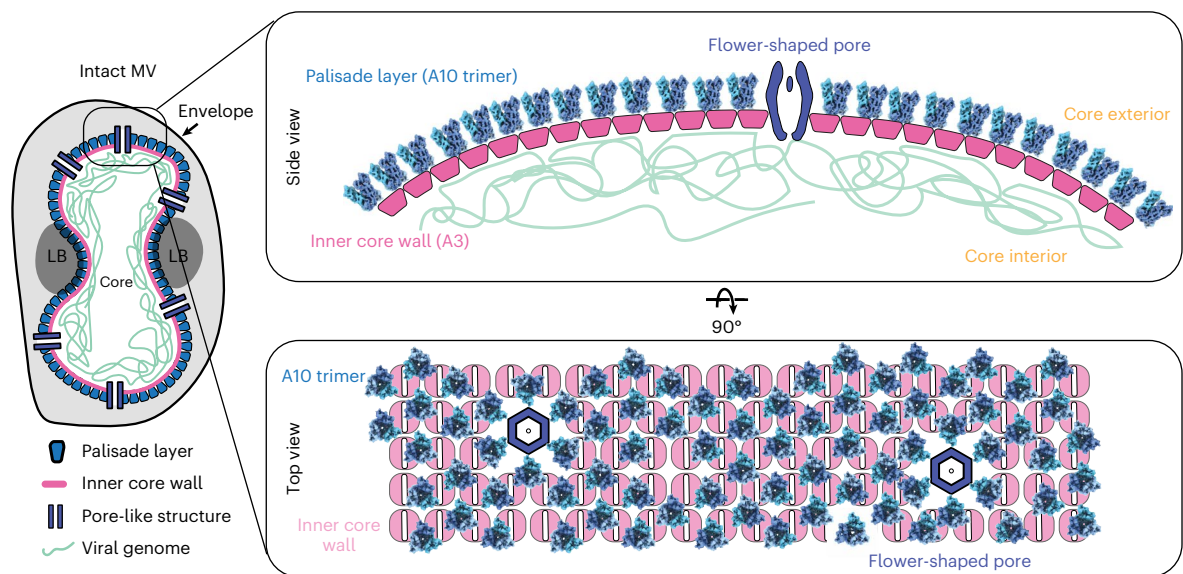 Intact MV
Envelope
LB
LB
Core
Palisade layer
Inner core wall
Pore-like structure
Viral genome
Side view
Flower-shaped pore
Palisade layer (A10 trimer)
Core exterior
Inner core wall (A3)
Core interior
90°
Top view
A10 trimer
Inner core
wall
Flower-shaped pore